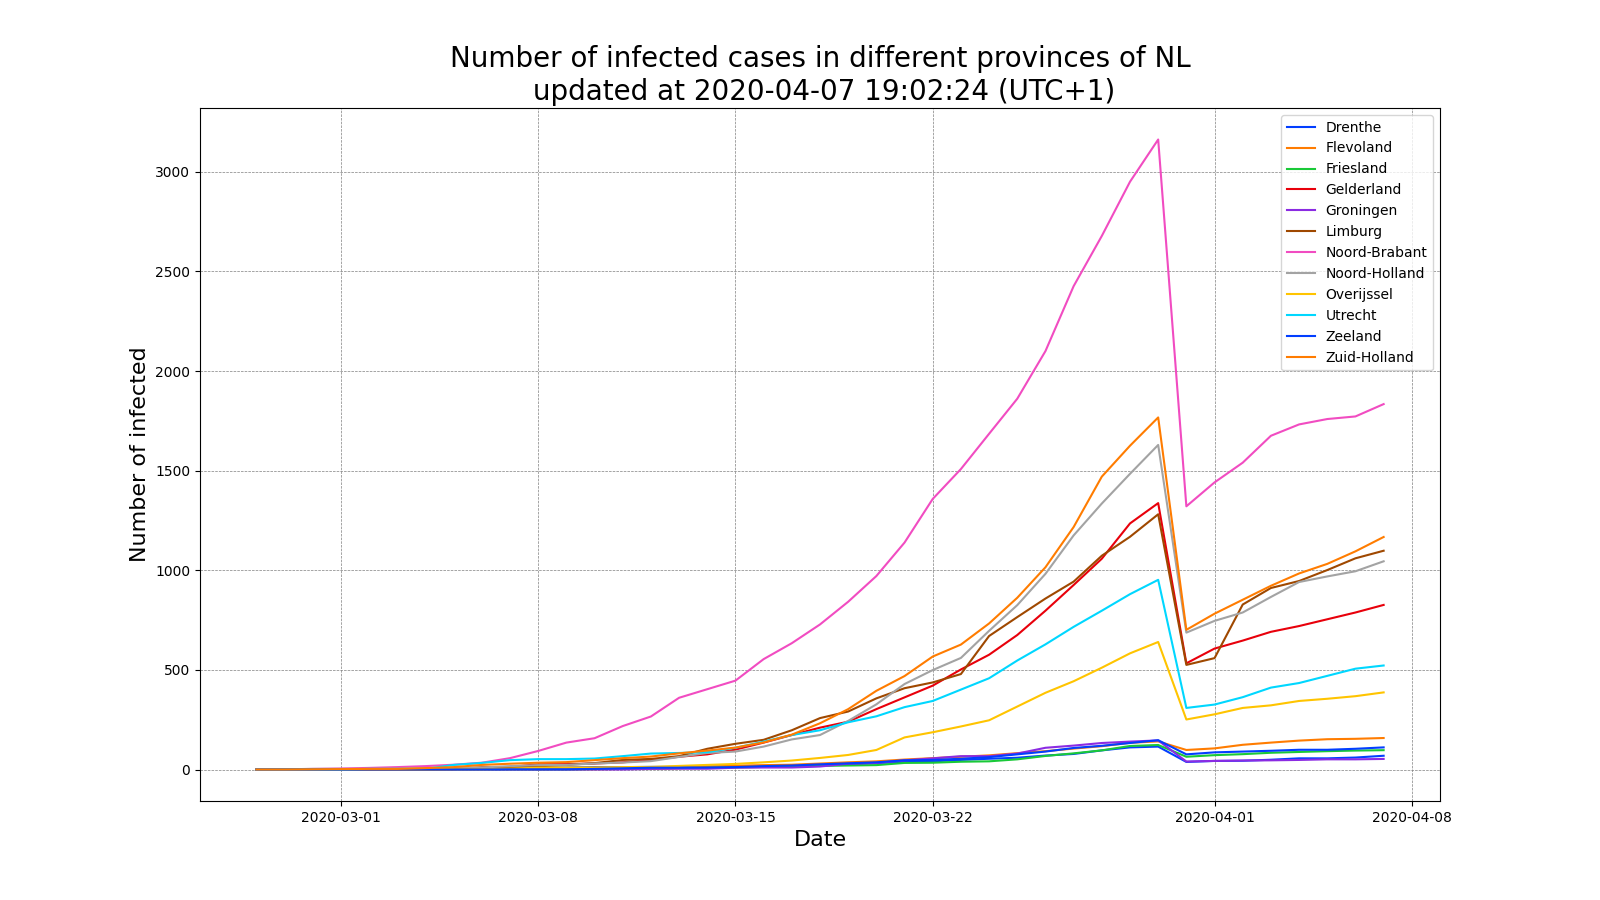 Number of infected cases in different provinces of NL
updated at 2020-04-07 19:02:24 (UTC+1)
Number of infected
3000
2500
2000
1500
1000
500
0
Drenthe
Flevoland
Friesland
Gelderland
Groningen
Limburg
Noord-Brabant
Noord-Holland
Overijssel
Utrecht
Zeeland
Zuid-Holland
2020-03-01 2020-03-08 2020-03-15 2020-03-22 2020-04-01 2020-04-08
Date